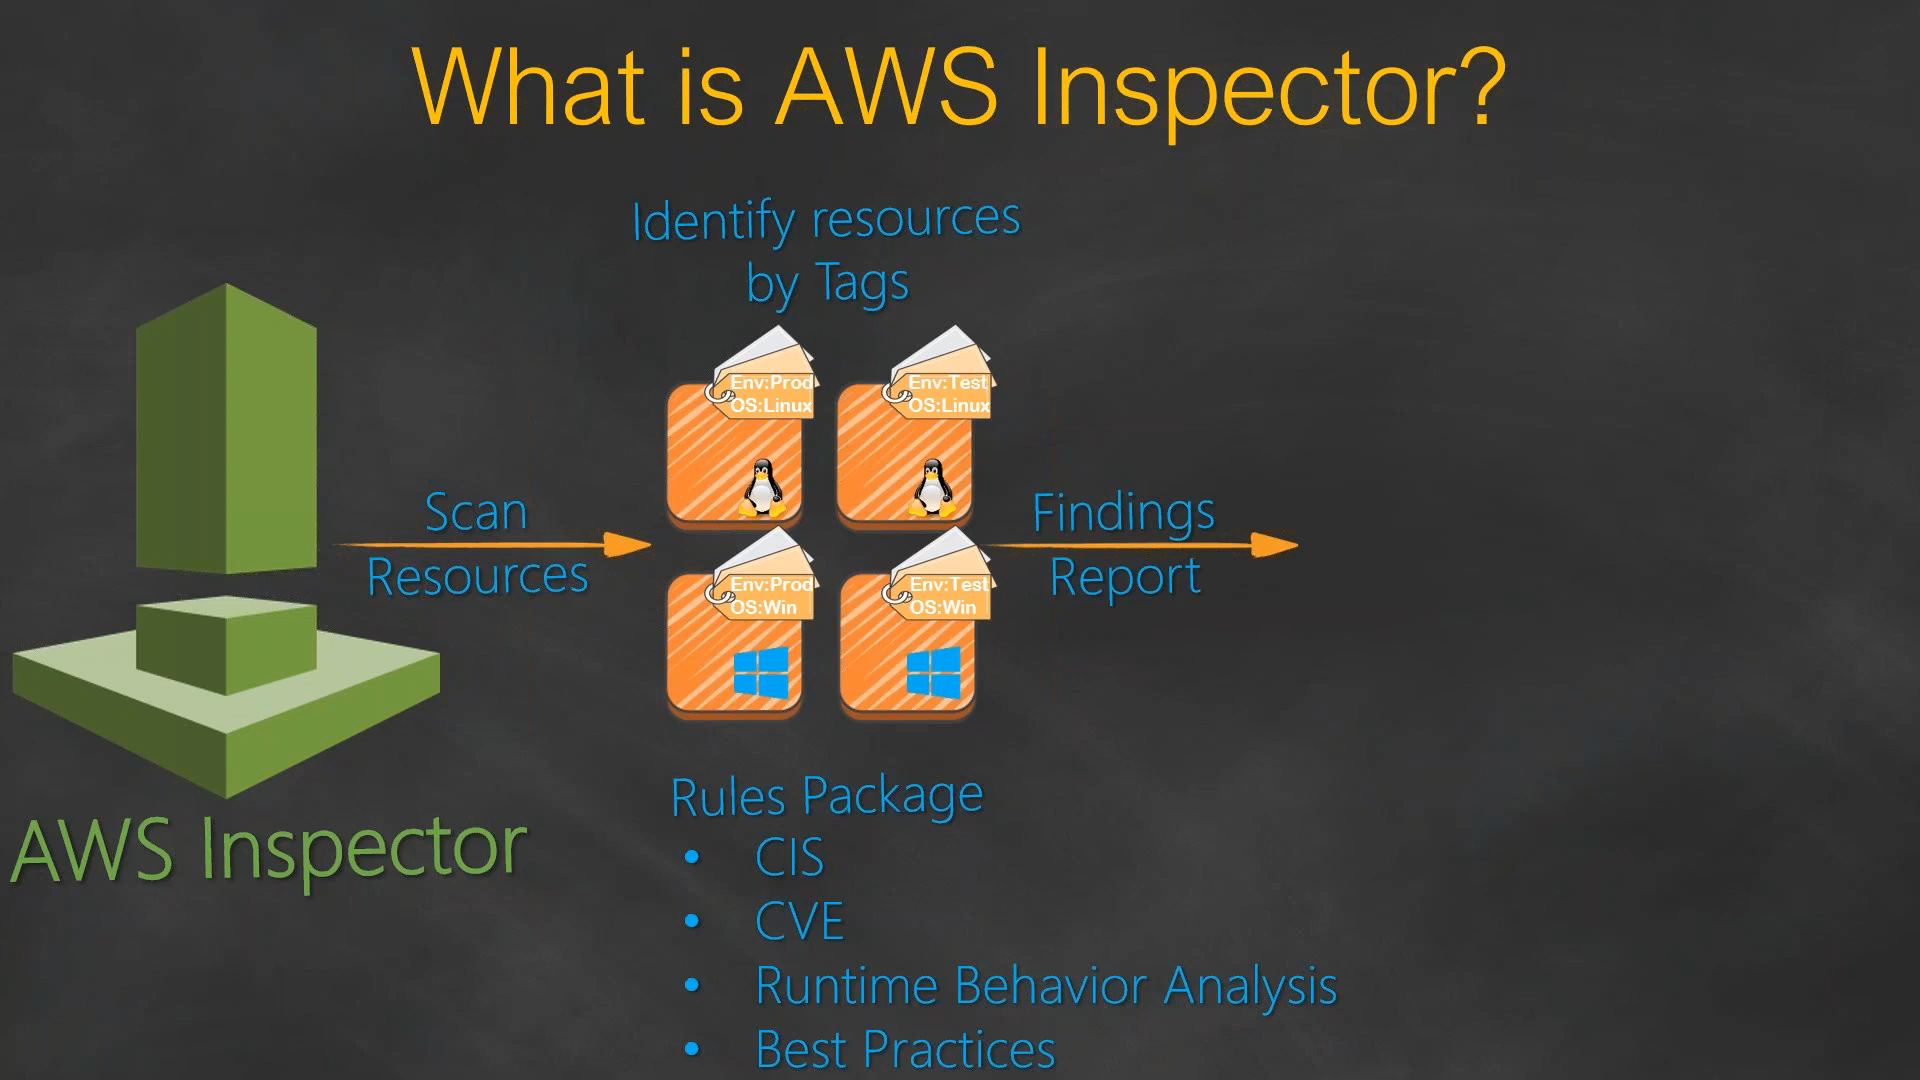 What is AWS Inspector?
Identify resources
by Tags
Env:Prod
OS:Linux
Env:Test
OS:Linux
Scan
Resources
Findings
Report
Env:Prod
OS:Win
Env:Test
OS:Win
AWS Inspector
Rules Package
• CIS
• CVE
• Runtime Behavior Analysis
• Best Practices